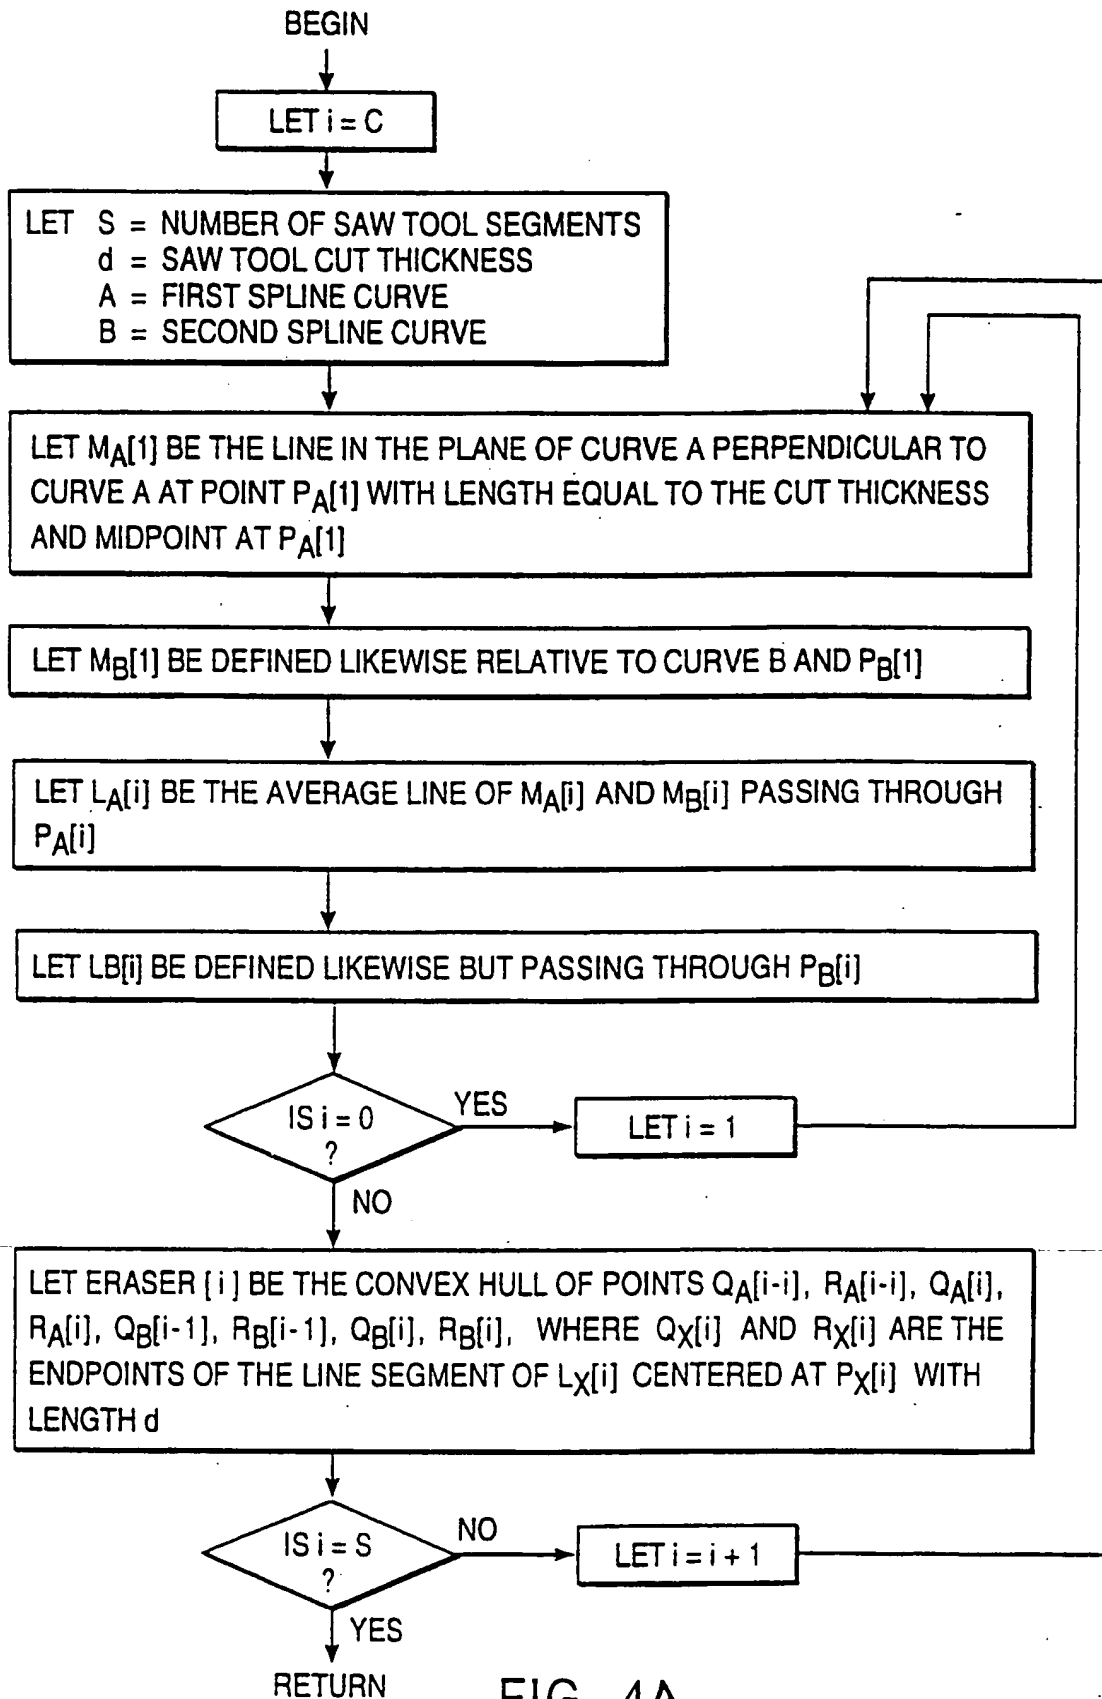 BEGIN
LET i = C
LET S = NUMBER OF SAW TOOL SEGMENTS
d = SAW TOOL CUT THICKNESS
A = FIRST SPLINE CURVE
B = SECOND SPLINE CURVE
LET MA[1] BE THE LINE IN THE PLANE OF CURVE A PERPENDICULAR TO
CURVE A AT POINT PA[1] WITH LENGTH EQUAL TO THE CUT THICKNESS
AND MIDPOINT AT PA[1]
LET MB[1] BE DEFINED LIKEWISE RELATIVE TO CURVE B AND PB[1]
LET LA[i] BE THE AVERAGE LINE OF MA[i] AND MB[i] PASSING THROUGH
PA[i]
LET LB[i] BE DEFINED LIKEWISE BUT PASSING THROUGH PB[i]
IS i = 0
?
YES
LET i = 1
NO
LET ERASER [ i ] BE THE CONVEX HULL OF POINTS QA[i-i], RA[i-i], QA[i],
RA[i], QB[i-1], RB[i-1], QB[i], RB[i], WHERE QX[i] AND RX[i] ARE THE
ENDPOINTS OF THE LINE SEGMENT OF LX[i] CENTERED AT PX[i] WITH
LENGTH d
IS i = S
?
NO
LET i = i + 1
YES
RETURN
FIG. 4A